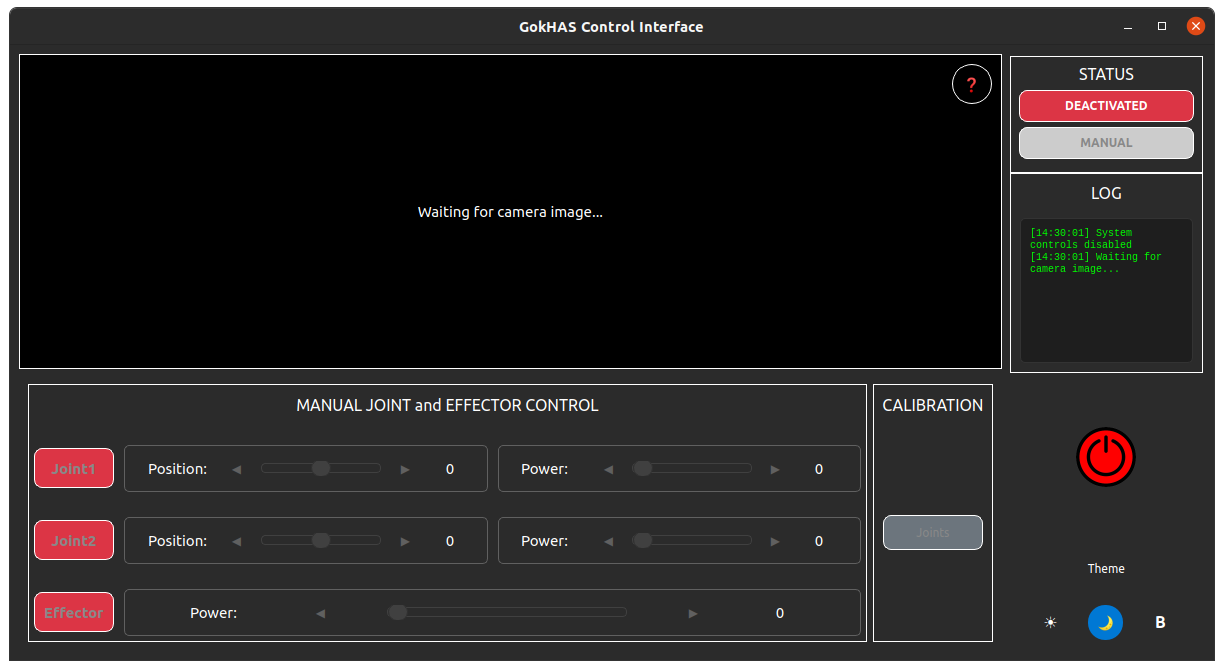 GokHAS Control Interface
?
Waiting for camera image...
STATUS
DEACTIVATED
MANUAL
LOG
[14:30:01] System
controls disabled
[14:30:01] Waiting for
camera image...
MANUAL JOINT and EFFECTOR CONTROL
Joint1 Position: 0 Power: 0
Joint2 Position: 0 Power: 0
Effector Power: 0
CALIBRATION
Joints
Theme
B